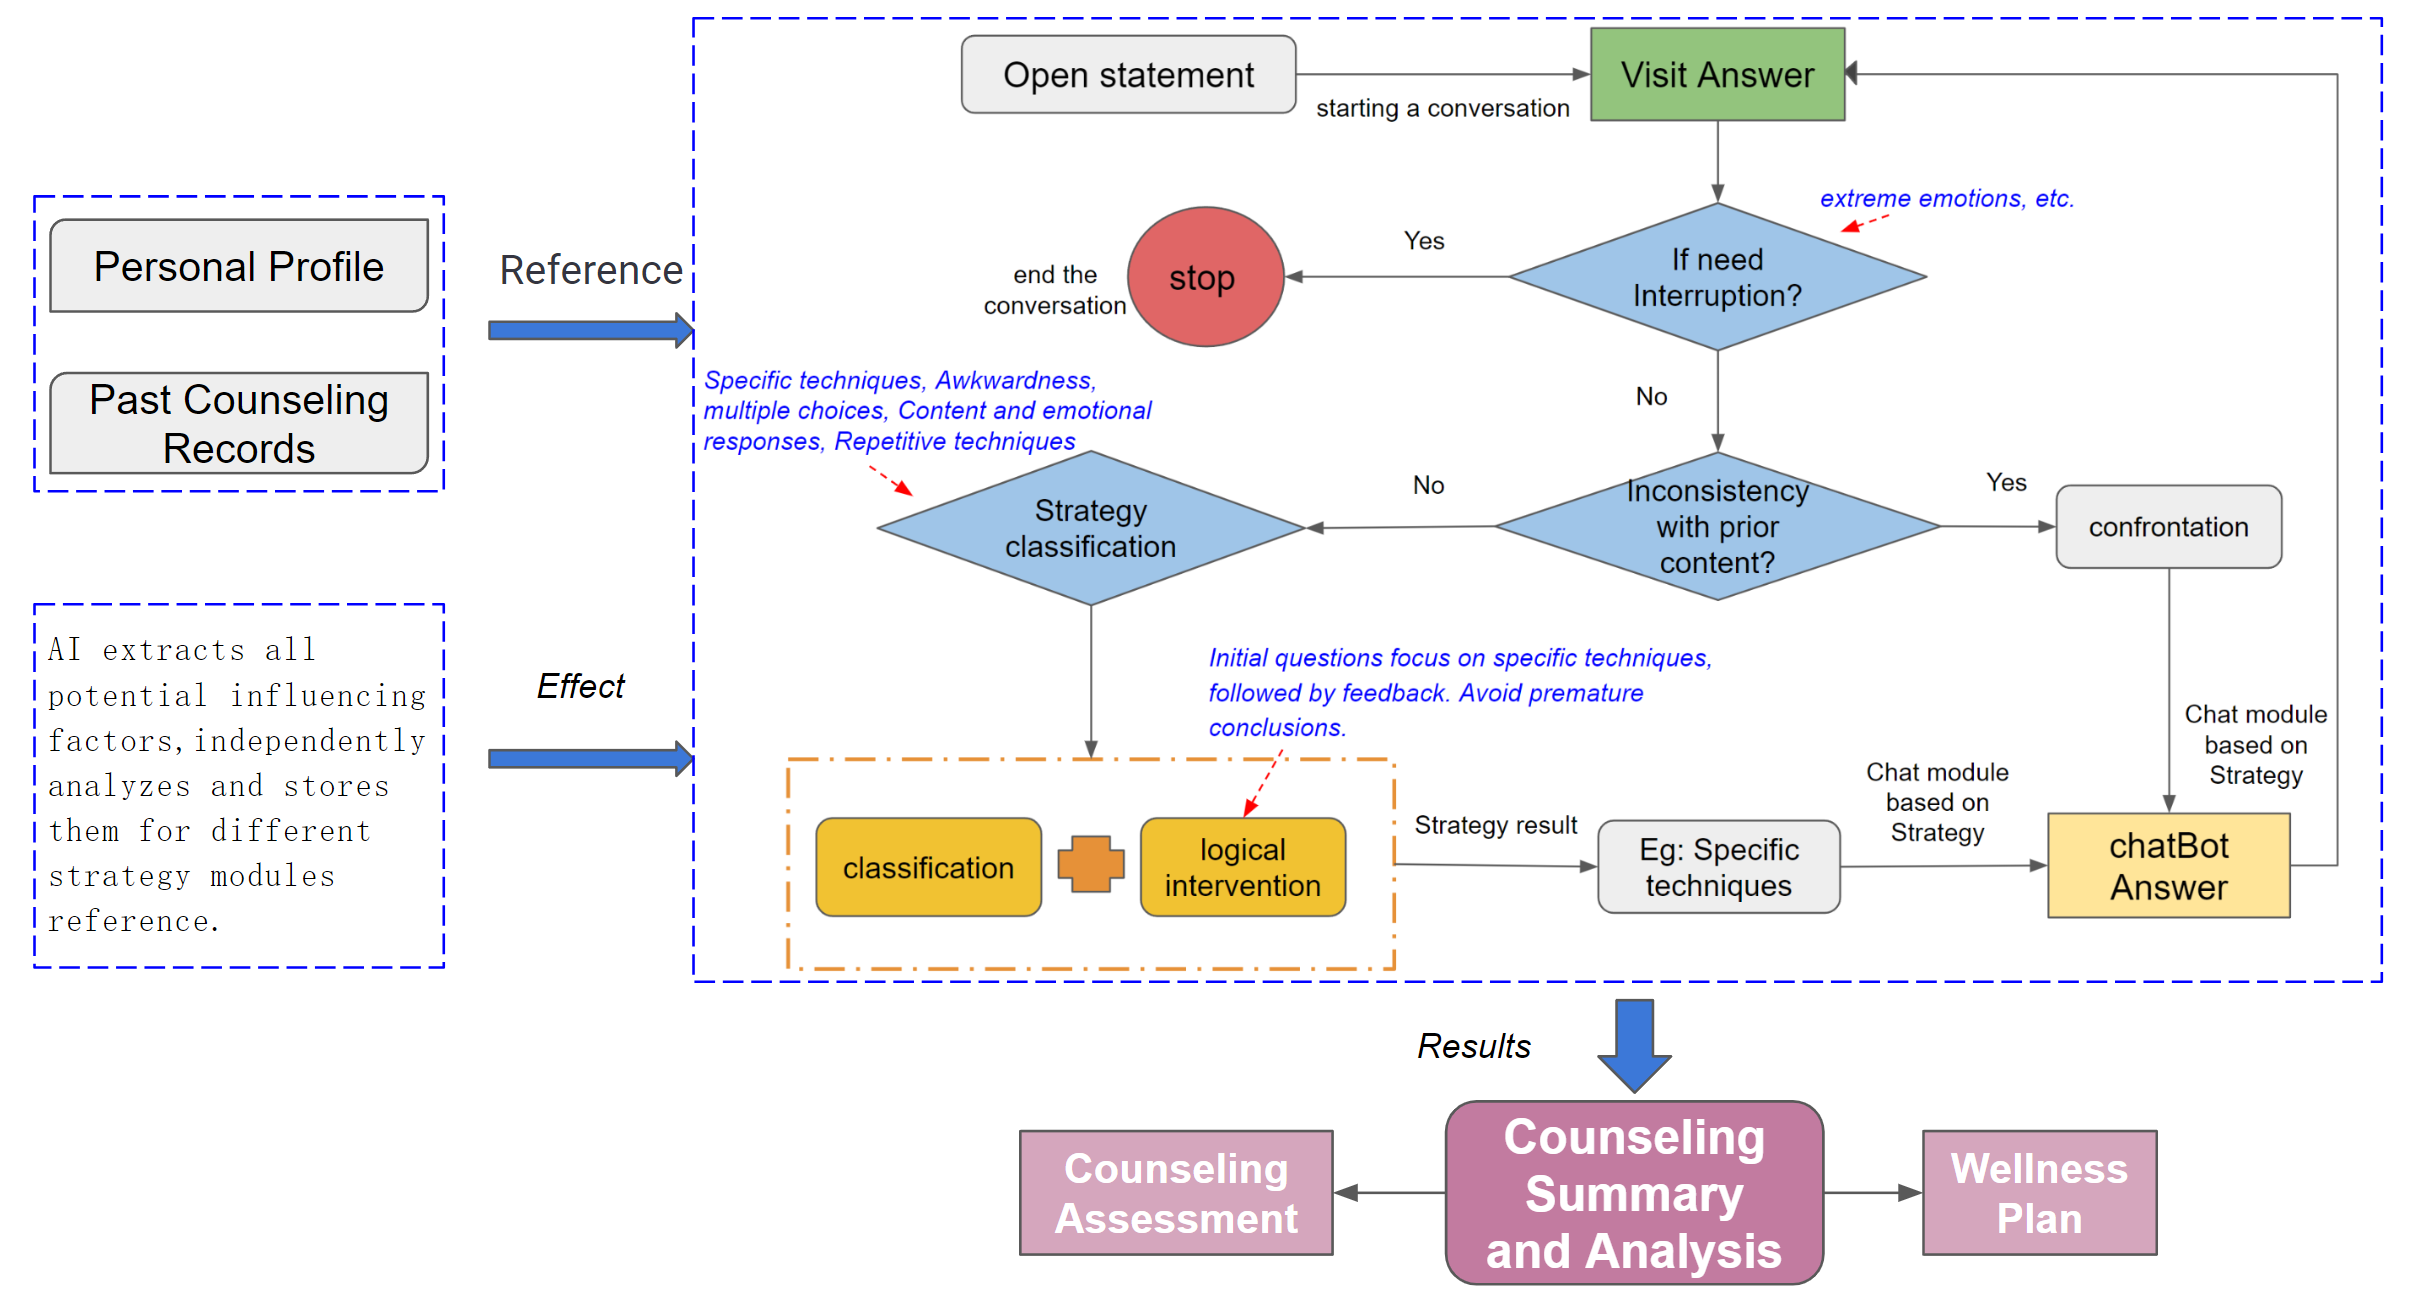 Open statement
starting a conversation
Visit Answer
extreme emotions, etc.
Personal Profile
Past Counseling
Records
Reference
If need
Interruption?
Yes
stop
end the
conversation
No
Specific techniques, Awkwardness,
multiple choices, Content and emotional
responses, Repetitive techniques
Strategy
classification
No
Inconsistency
with prior
content?
Yes
confrontation
AI extracts all
potential influencing
factors,independently
analyzes and stores
them for different
strategy modules
reference.
Effect
Initial questions focus on specific techniques,
followed by feedback. Avoid premature
conclusions.
classification
logical
intervention
Strategy result
Eg: Specific
techniques
Chat module
based on
Strategy
Chat module
based on
Strategy
chatBot
Answer
Results
Counseling
Assessment
Counseling
Summary
and Analysis
Wellness
Plan